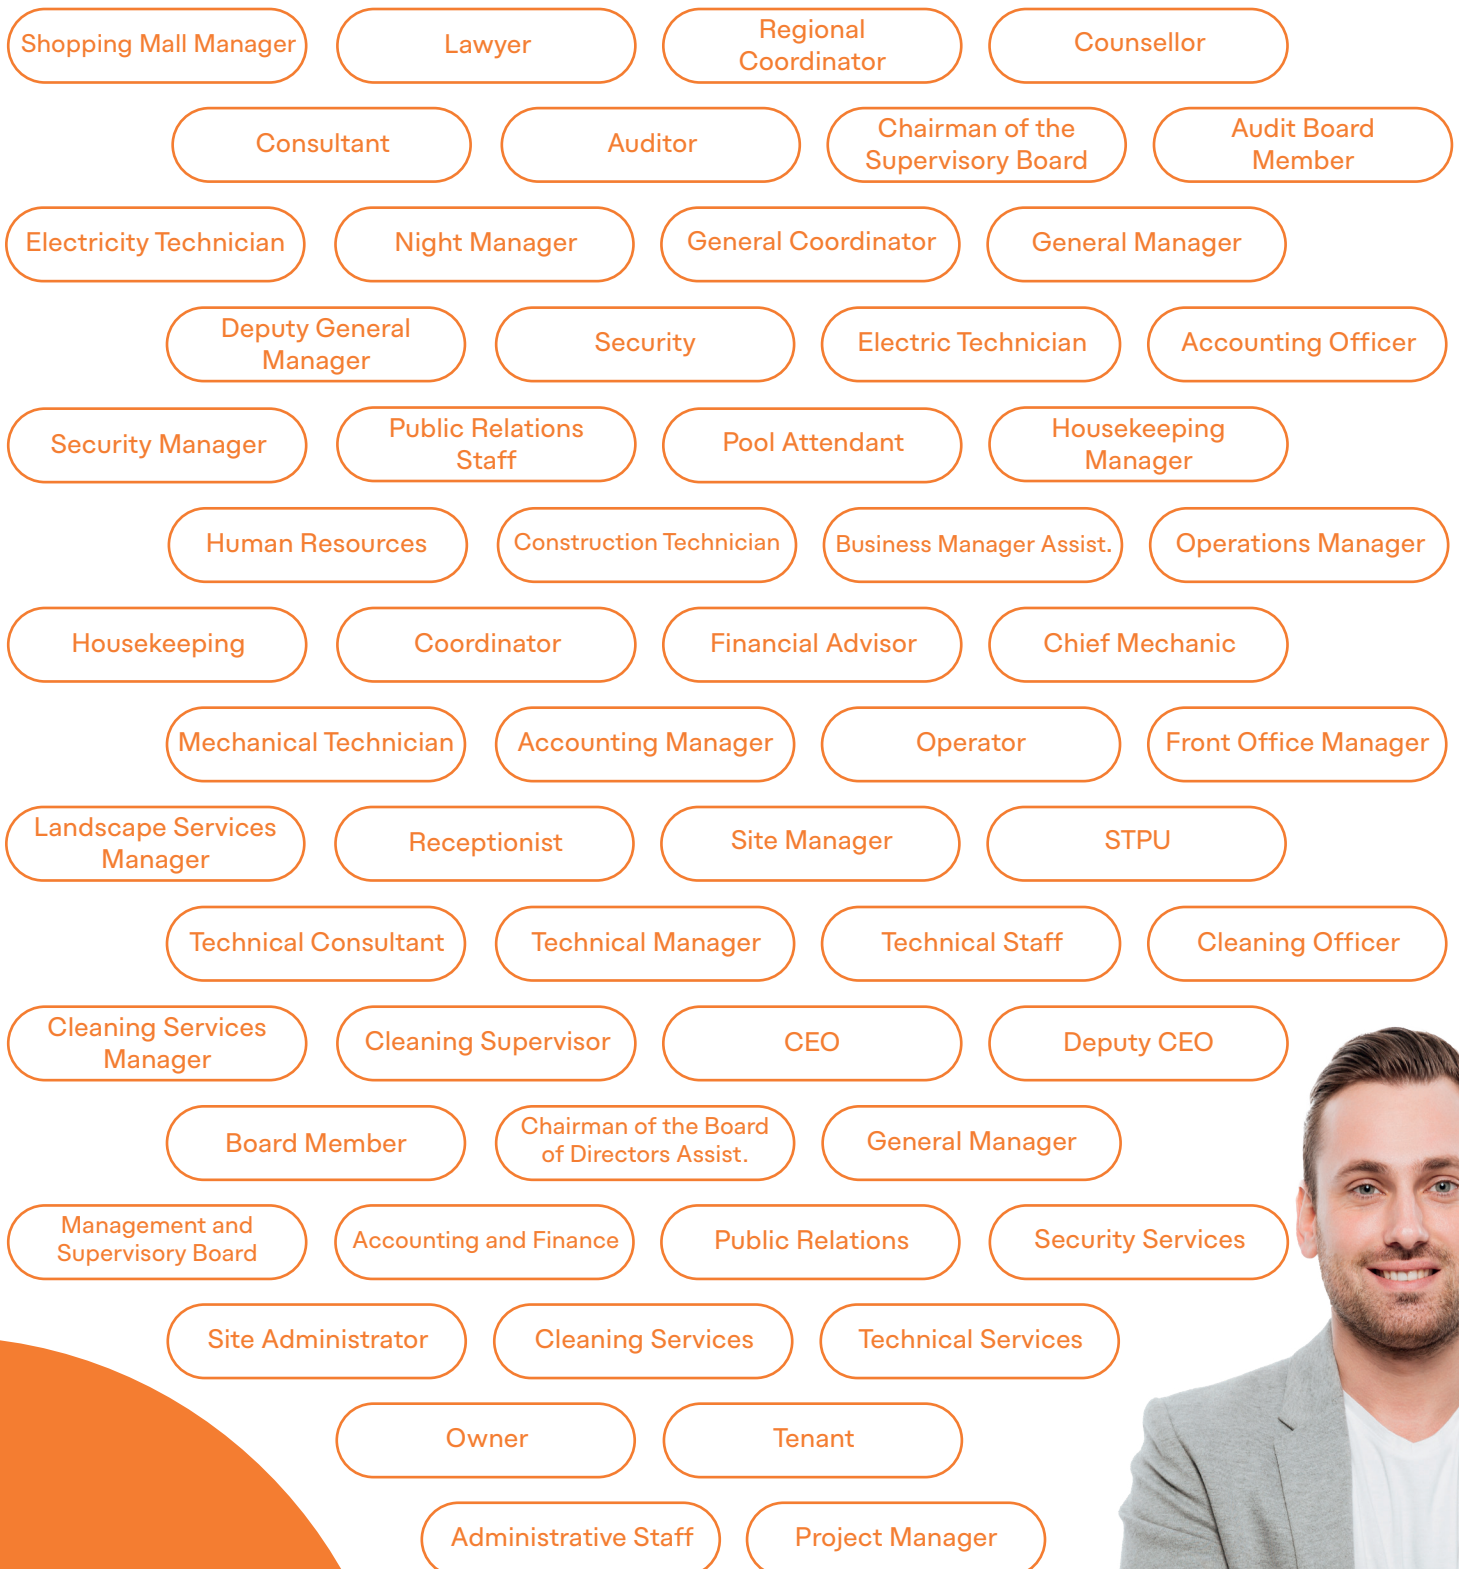 Shopping Mall Manager
Lawyer
Regional
Coordinator
Counsellor
Consultant
Auditor
Chairman of the
Supervisory Board
Audit Board
Member
Electricity Technician
Night Manager
General Coordinator
General Manager
Deputy General
Manager
Security
Electric Technician
Accounting Officer
Security Manager
Public Relations
Staff
Pool Attendant
Housekeeping
Manager
Human Resources
Construction Technician
Business Manager Assist.
Operations Manager
Housekeeping
Coordinator
Financial Advisor
Chief Mechanic
Mechanical Technician
Accounting Manager
Operator
Front Office Manager
Landscape Services
Manager
Receptionist
Site Manager
STPU
Technical Consultant
Technical Manager
Technical Staff
Cleaning Officer
Cleaning Services
Manager
Cleaning Supervisor
CEO
Deputy CEO
Board Member
Chairman of the Board
of Directors Assist.
General Manager
Management and
Supervisory Board
Accounting and Finance
Public Relations
Security Services
Site Administrator
Cleaning Services
Technical Services
Owner
Tenant
Administrative Staff
Project Manager